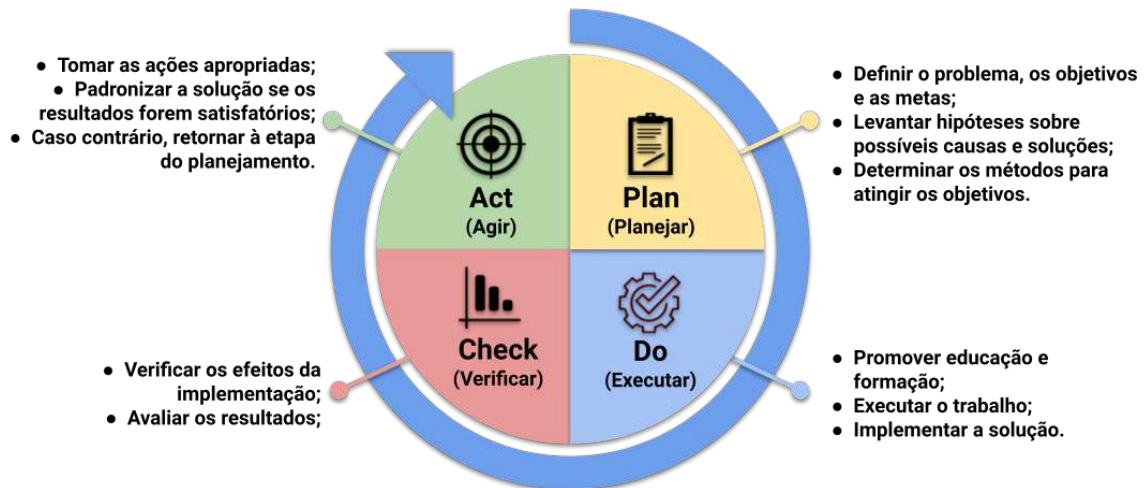 ● Tomar as ações apropriadas;
● Padronizar a solução se os
resultados forem satisfatórios;
● Caso contrário, retornar à etapa
do planejamento.
Act
(Agir)
Plan
(Planejar)
● Definir o problema, os objetivos
e as metas;
● Levantar hipóteses sobre
possíveis causas e soluções;
● Determinar os métodos para
atingir os objetivos.
● Verificar os efeitos da
implementação;
● Avaliar os resultados;
Check
(Verificar)
Do
(Executar)
● Promover educação e
formação;
● Executar o trabalho;
● Implementar a solução.